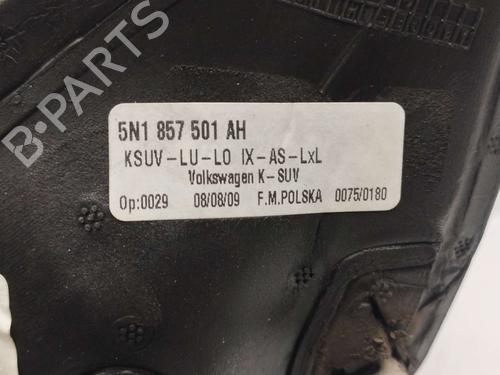 5N1 857 501 AH
KSUV-LU-LO IX-AS-LxL
Volkswagen K-SUV
Op:0029 08/08/09 F.M.POLSKA 0075/0180
B-PARTS